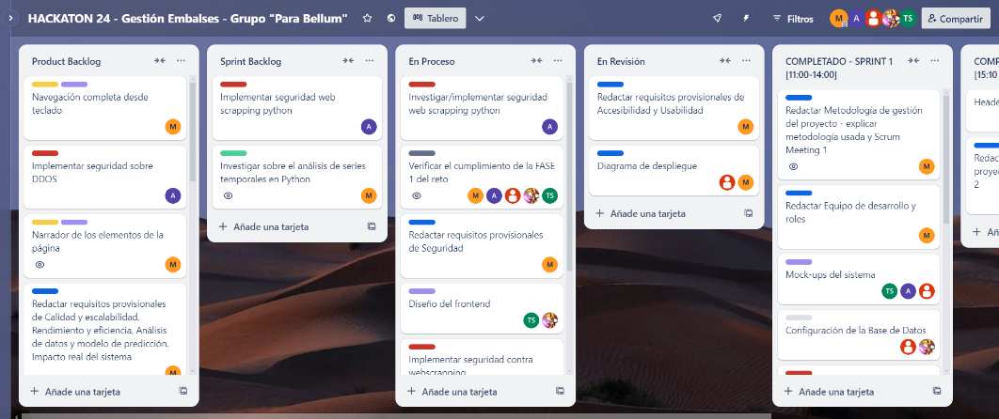 HACKATON 24 - Gestión Embalses - Grupo "Para Bellum"
Tablero
Filtros
M
A
TS
Compartir
Product Backlog
Navegación completa desde
teclado
M
Implementar seguridad sobre
DDOS
A
Narrador de los elementos de la
página
M
Redactar requisitos provisionales
de Calidad y escalabilidad,
Rendimiento y eficiencia, Análisis
de datos y modelo de predicción,
Impacto real del sistema
M
Añade una tarjeta
Sprint Backlog
Implementar seguridad web
scrapping python
A
Investigar sobre el análisis de series
temporales en Python
M
Añade una tarjeta
En Proceso
Investigar/implementar seguridad
web scrapping python
A
Verificar el cumplimiento de la FASE
1 del reto
M
A
TS
Redactar requisitos provisionales
de Seguridad
M
Diseño del frontend
TS
Implementar seguridad contra
webscrapping
Añade una tarjeta
En Revisión
Redactar requisitos provisionales de
Accesibilidad y Usabilidad
M
Diagrama de despliegue
M
Añade una tarjeta
COMPLETADO - SPRINT 1
[11:00-14:00]
Redactar Metodología de gestión
del proyecto - explicar
metodología usada y Scrum
Meeting 1
M
Redactar Equipo de desarrollo y
roles
M
Mock-ups del sistema
TS
A
Configuración de la Base de Datos
Añade una tarjeta
COMP
[15:10
Heade
Redac
proye
2
Añ